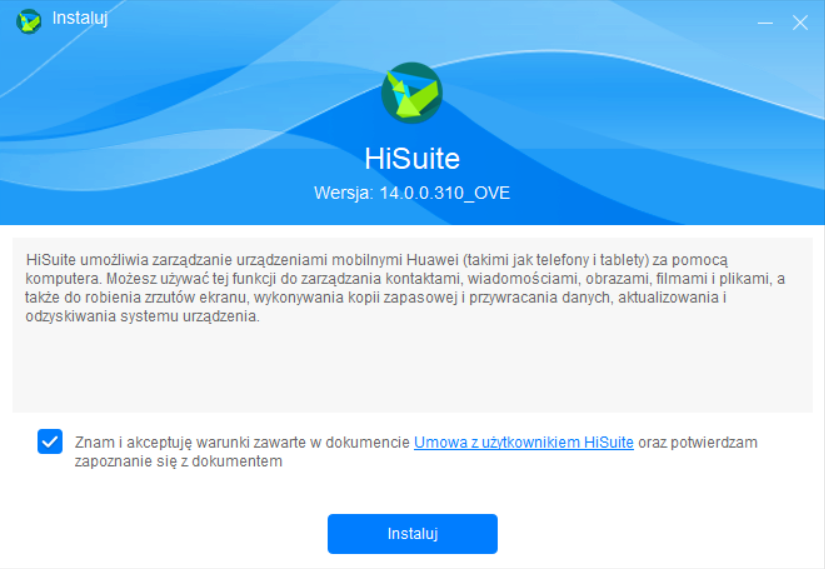 Instaluj
HiSuite
Wersja: 14.0.0.310_OVE
HiSuite umożliwia zarządzanie urządzeniami mobilnymi Huawei (takimi jak telefony i tablety) za pomocą
komputera. Możesz używać tej funkcji do zarządzania kontaktami, wiadomościami, obrazami, filmami i plikami, a
także do robienia zrzutów ekranu, wykonywania kopii zapasowej i przywracania danych, aktualizowania i
odzyskiwania systemu urządzenia.
Znam i akceptuję warunki zawarte w dokumencie Umowa z użytkownikiem HiSuite oraz potwierdzam
zapoznanie się z dokumentem
Instaluj